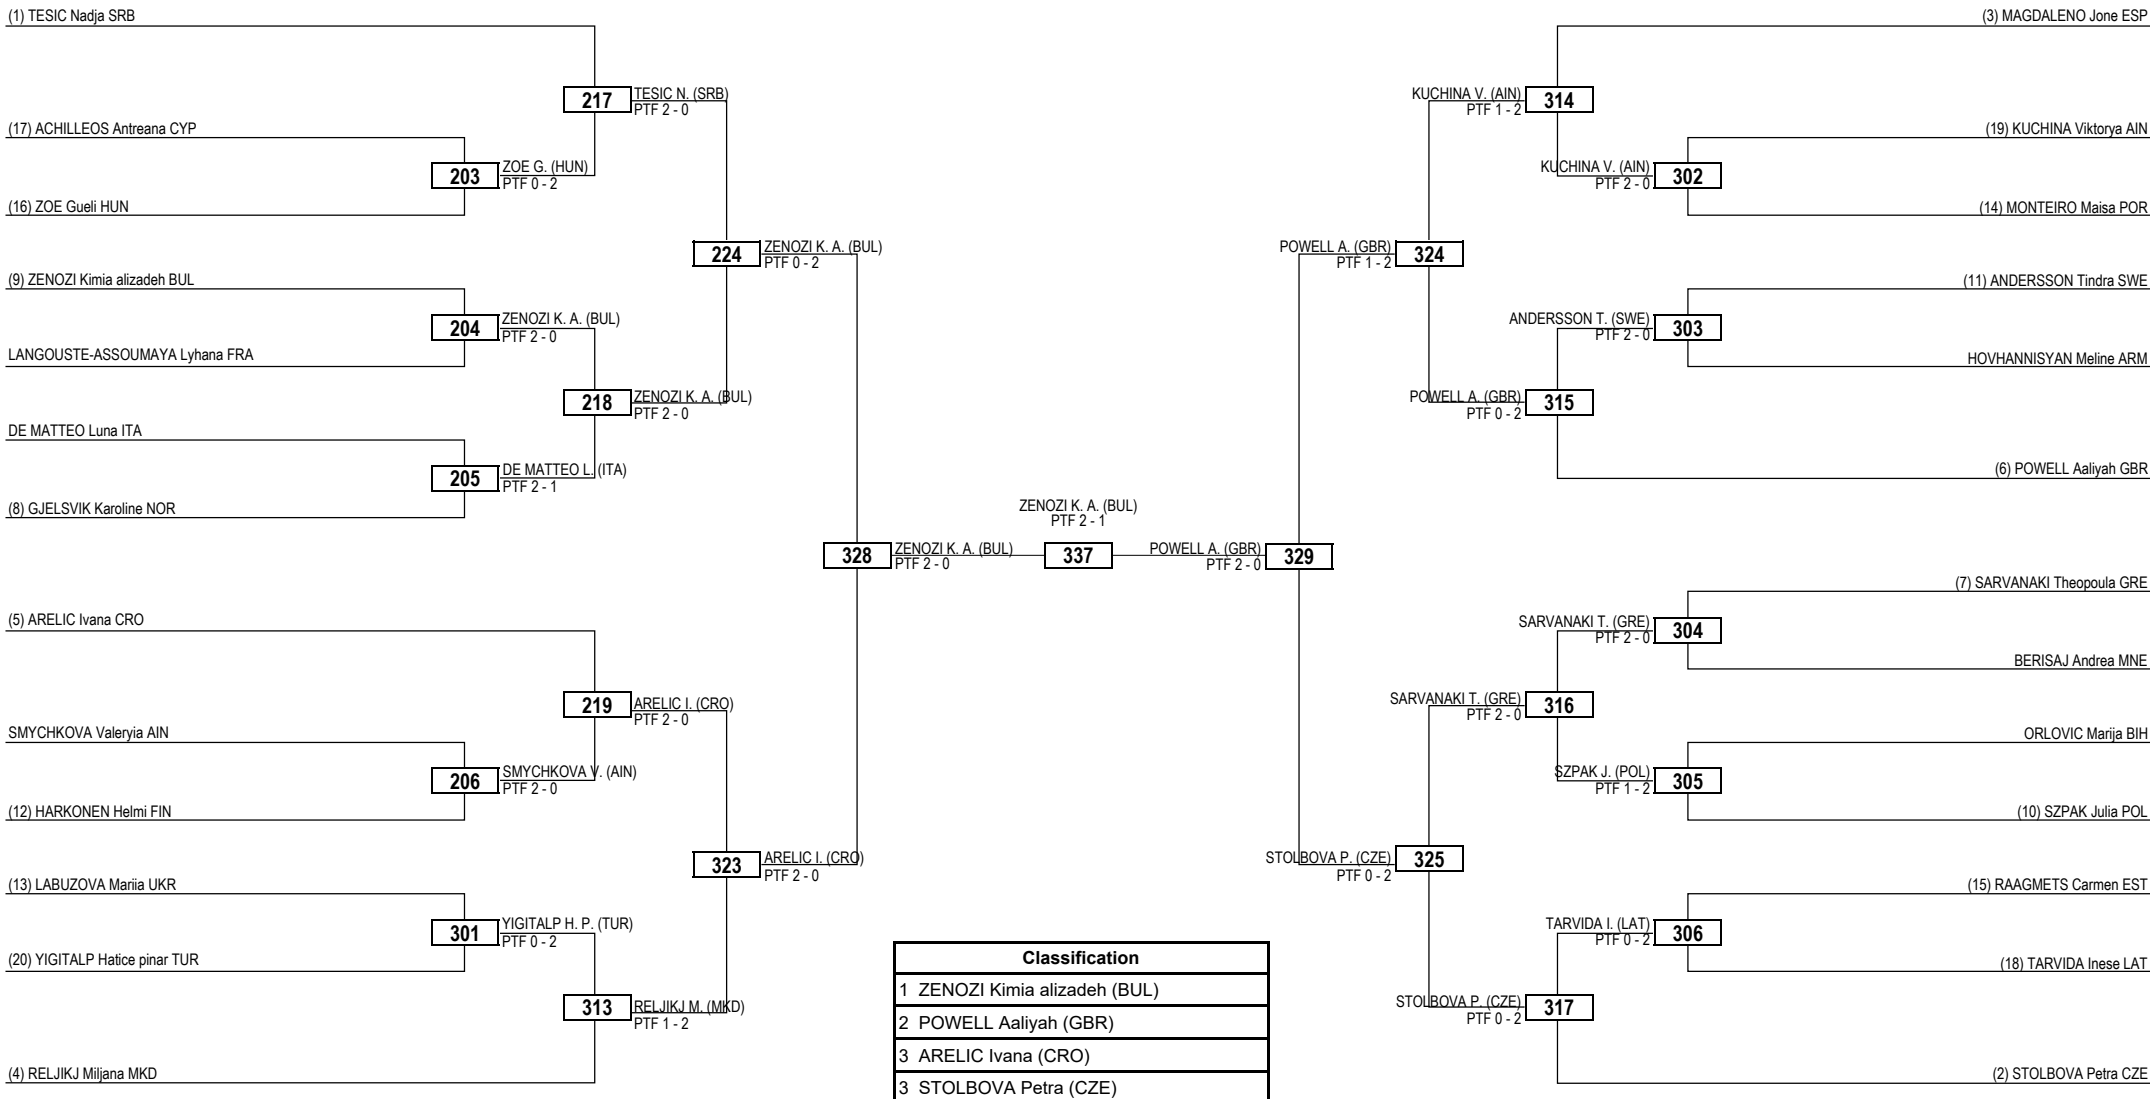 (1) TESIC Nadja SRB
(3) MAGDALENO Jone ESP
217
TESIC N. (SRB)
PTF 2 - 0
KUCHINA V. (AIN)
PTF 1 - 2
314
(17) ACHILLEOS Antreana CYP
(19) KUCHINA Viktorya AIN
203
ZOE G. (HUN)
PTF 0 - 2
KUCHINA V. (AIN)
PTF 2 - 0
302
(16) ZOE Gueli HUN
(14) MONTEIRO Maisa POR
224
ZENOZI K. A. (BUL)
PTF 0 - 2
POWELL A. (GBR)
PTF 1 - 2
324
(9) ZENOZI Kimia alizadeh BUL
(11) ANDERSSON Tindra SWE
204
ZENOZI K. A. (BUL)
PTF 2 - 0
ANDERSSON T. (SWE)
PTF 2 - 0
303
LANGOUSTE-ASSOUMAYA Lyhana FRA
HOVHANNISYAN Meline ARM
218
ZENOZI K. A. (BUL)
PTF 2 - 0
POWELL A. (GBR)
PTF 0 - 2
315
DE MATTEO Luna ITA
205
DE MATTEO L. (ITA)
PTF 2 - 1
(6) POWELL Aaliyah GBR
(8) GJELSVIK Karoline NOR
ZENOZI K. A. (BUL)
PTF 2 - 1
328
ZENOZI K. A. (BUL)
PTF 2 - 0
337
POWELL A. (GBR)
PTF 2 - 0
329
(7) SARVANAKI Theopoula GRE
(5) ARELIC Ivana CRO
SARVANAKI T. (GRE)
PTF 2 - 0
304
BERISAJ Andrea MNE
219
ARELIC I. (CRO)
PTF 2 - 0
SARVANAKI T. (GRE)
PTF 2 - 0
316
SMYCHKOVA Valeryia AIN
ORLOVIC Marija BIH
206
SMYCHKOVA V. (AIN)
PTF 2 - 0
SZPAK J. (POL)
PTF 1 - 2
305
(12) HARKONEN Helmi FIN
(10) SZPAK Julia POL
323
ARELIC I. (CRO)
PTF 2 - 0
STOLBOVA P. (CZE)
PTF 0 - 2
325
(13) LABUZOVA Mariia UKR
(15) RAAGMETS Carmen EST
301
YIGITALP H. P. (TUR)
PTF 0 - 2
TARVIDA I. (LAT)
PTF 0 - 2
306
(20) YIGITALP Hatice pinar TUR
(18) TARVIDA Inese LAT
313
RELJIKJ M. (MKD)
PTF 1 - 2
STOLBOVA P. (CZE)
PTF 0 - 2
317
(4) RELJIKJ Miljana MKD
(2) STOLBOVA Petra CZE
Classification
1 ZENOZI Kimia alizadeh (BUL)
2 POWELL Aaliyah (GBR)
3 ARELIC Ivana (CRO)
3 STOLBOVA Petra (CZE)